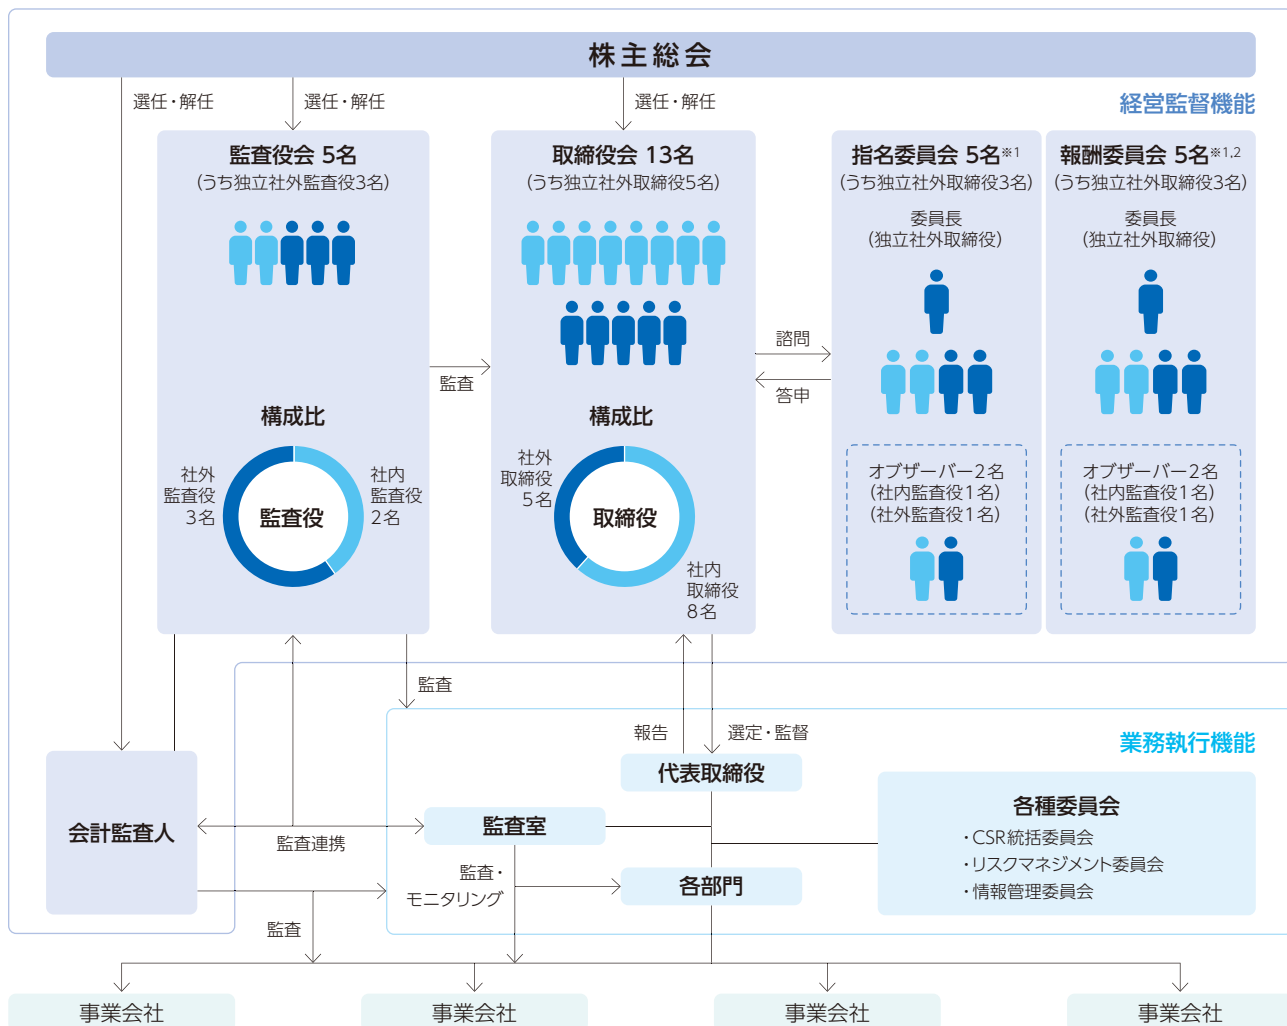 株主総会
選任・解任
選任・解任
選任・解任
経営監督機能
監査役会 5名
(うち独立社外監査役3名)
取締役会 13名
(うち独立社外取締役5名)
指名委員会 5名※1
(うち独立社外取締役3名)
委員長
(独立社外取締役)
報酬委員会 5名※1,2
(うち独立社外取締役3名)
委員長
(独立社外取締役)
監査
諮問
答申
構成比
社外
監査役
3名
監査役
社内
監査役
2名
構成比
社外
取締役
5名
取締役
社内
取締役
8名
オブザーバー2名
(社内監査役1名)
(社外監査役1名)
オブザーバー2名
(社内監査役1名)
(社外監査役1名)
監査
報告
選定・監督
業務執行機能
代表取締役
会計監査人
監査連携
監査室
各種委員会
・CSR統括委員会
・リスクマネジメント委員会
・情報管理委員会
監査・
モニタリング
各部門
監査
事業会社
事業会社
事業会社
事業会社